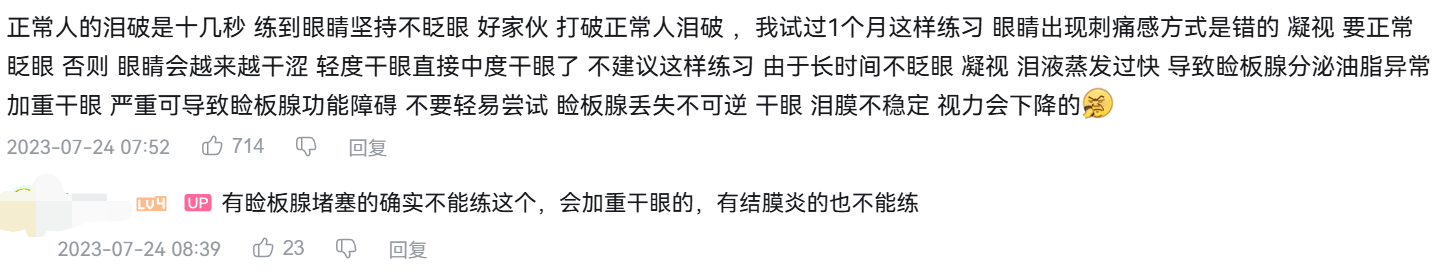 正常人的泪破是十几秒 练到眼睛坚持不眨眼 好家伙 打破正常人泪破 ，我试过1个月这样练习 眼睛出现刺痛感方式是错的 凝视 要正常
眨眼 否则 眼睛会越来越干涩 轻度干眼直接中度干眼了 不建议这样练习 由于长时间不眨眼 凝视 泪液蒸发过快 导致睑板腺分泌油脂异常
加重干眼 严重可导致睑板腺功能障碍 不要轻易尝试 睑板腺丢失不可逆 干眼 泪膜不稳定 视力会下降的
2023-07-24 07:52 714 回复
LV4 UP 有睑板腺堵塞的确实不能练这个，会加重干眼的，有结膜炎的也不能练
2023-07-24 08:39 23 回复